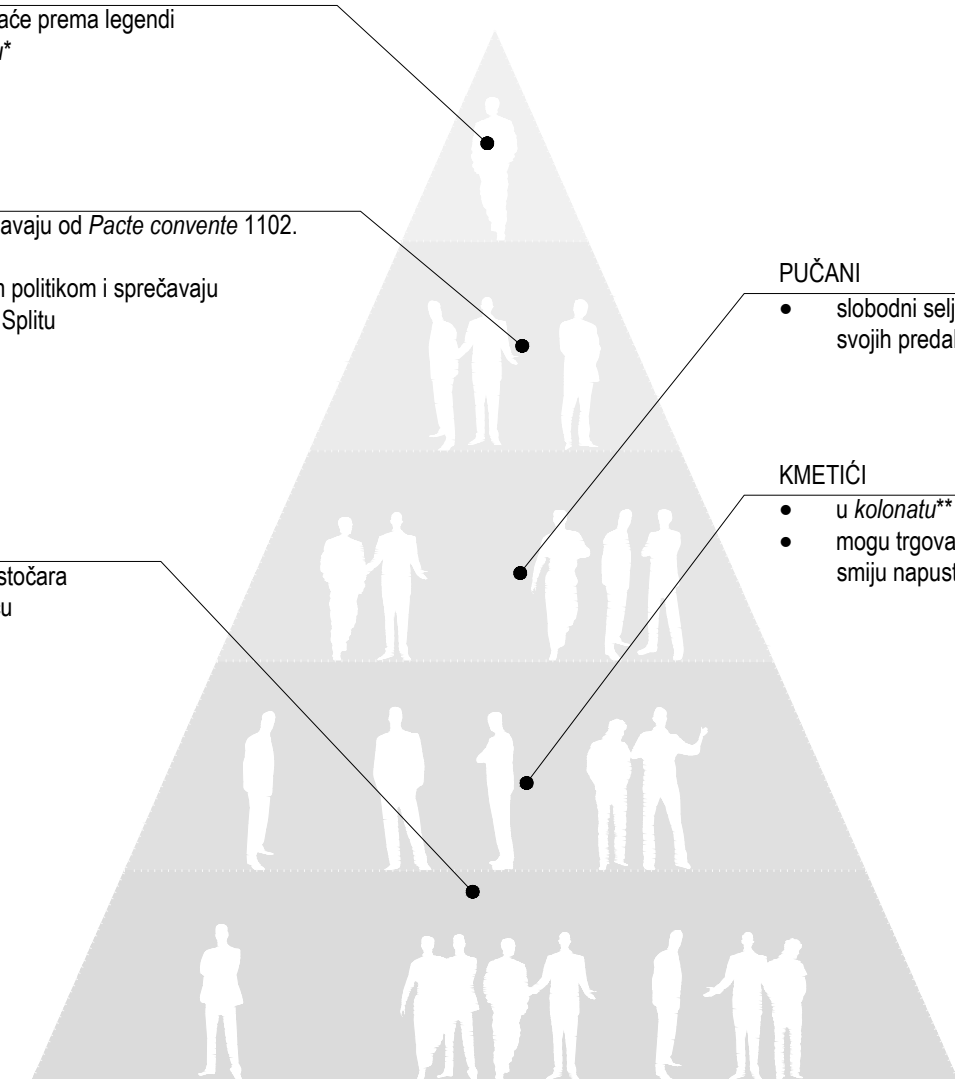 aće prema legendi
*
avaju od Pacte convente 1102.
politikom i sprečavaju
Splitu
stočara
PUČANI
● slobodni selj
svojih predal
KMETIĆI
● u kolonatu**
● mogu trgova
smiju napust